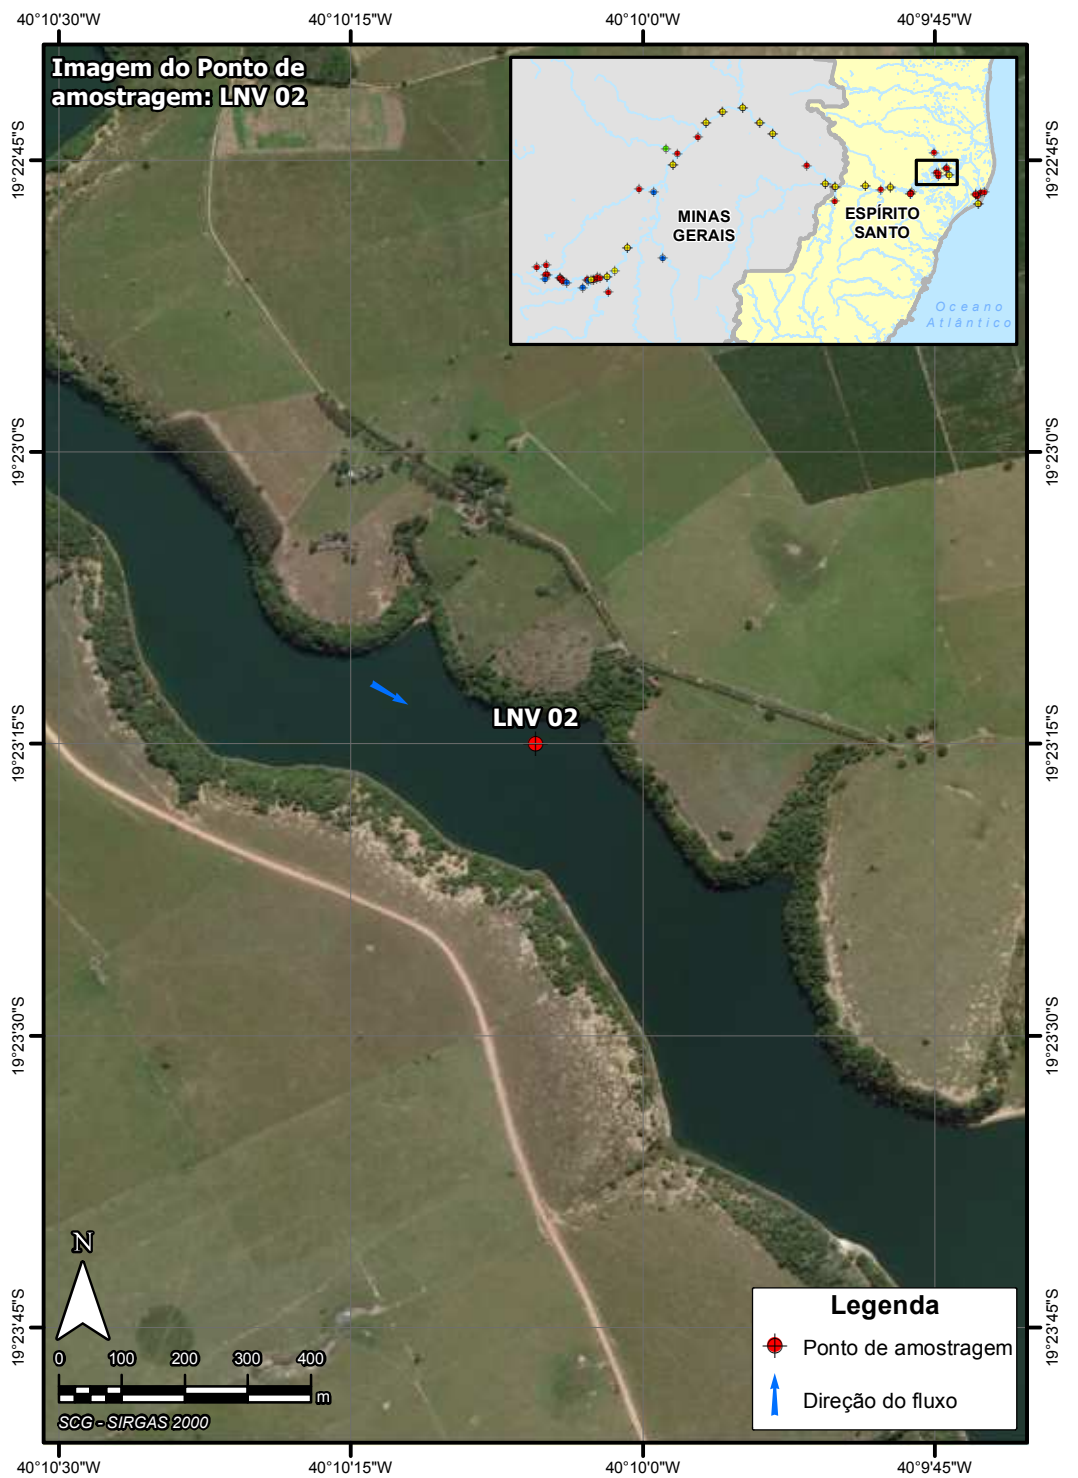 40°10'30"W
40°10'15"W
40°10'0"W
40°9'45"W
Imagem do Ponto de
amostragem: LNV 02
MINAS
GERAIS
ESPÍRITO
SANTO
Oceano
Atlântico
19°22'45"S
19°22'45"S
19°23'0"S
19°23'0"S
LNV 02
19°23'15"S
19°23'15"S
19°23'30"S
19°23'30"S
19°23'45"S
19°23'45"S
N
0 100 200 300 400
m
SCG - SIRGAS 2000
Legenda
Ponto de amostragem
Direção do fluxo
40°10'30"W
40°10'15"W
40°10'0"W
40°9'45"W